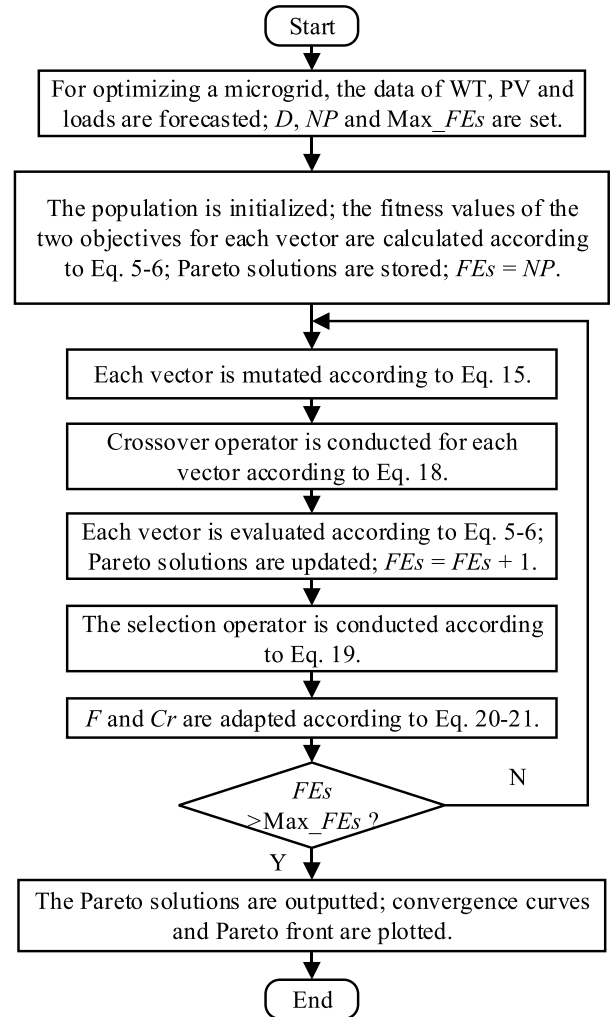 Start
For optimizing a microgrid, the data of WT, PV and
loads are forecasted; D, NP and Max_FEs are set.
The population is initialized; the fitness values of the
two objectives for each vector are calculated according
to Eq. 5-6; Pareto solutions are stored; FEs = NP.
Each vector is mutated according to Eq. 15.
Crossover operator is conducted for each
vector according to Eq. 18.
Each vector is evaluated according to Eq. 5-6;
Pareto solutions are updated; FEs = FEs + 1.
The selection operator is conducted according
to Eq. 19.
F and Cr are adapted according to Eq. 20-21.
FEs
>Max_FEs ?
N
Y
The Pareto solutions are outputted; convergence curves
and Pareto front are plotted.
End